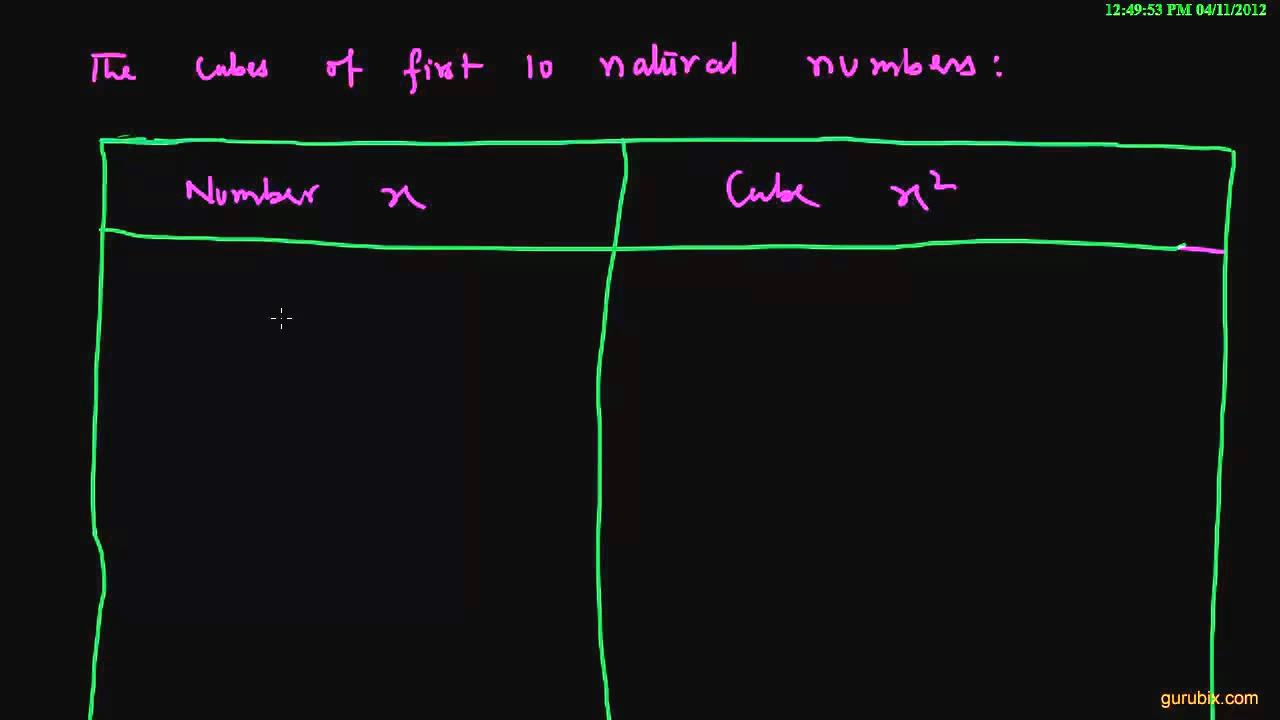 12:49:53 PM 04/11/2012
The cubes of first 10 natural numbers:
Number x Cube x²
gurubix.com